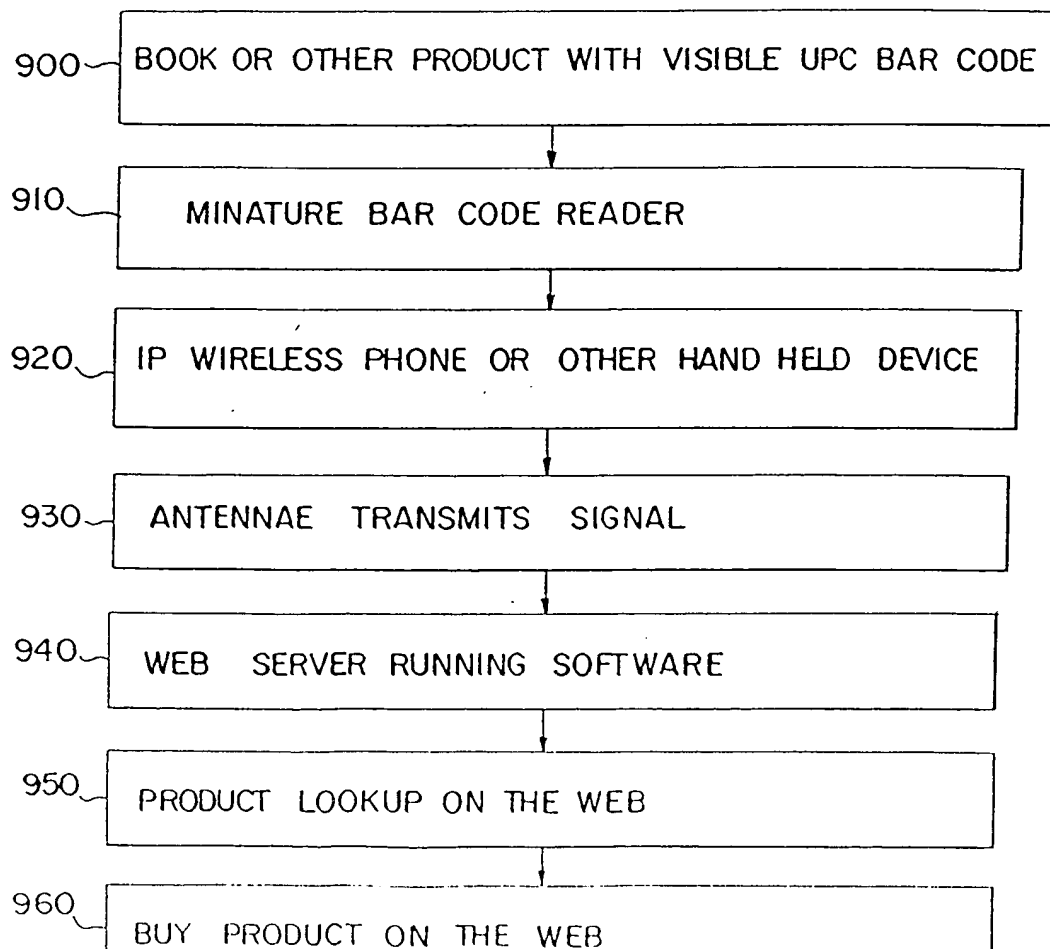 900 BOOK OR OTHER PRODUCT WITH VISIBLE UPC BAR CODE
910 MINATURE BAR CODE READER
920 IP WIRELESS PHONE OR OTHER HAND HELD DEVICE
930 ANTENNAE TRANSMITS SIGNAL
940 WEB SERVER RUNNING SOFTWARE
950 PRODUCT LOOKUP ON THE WEB
960 BUY PRODUCT ON THE WEB